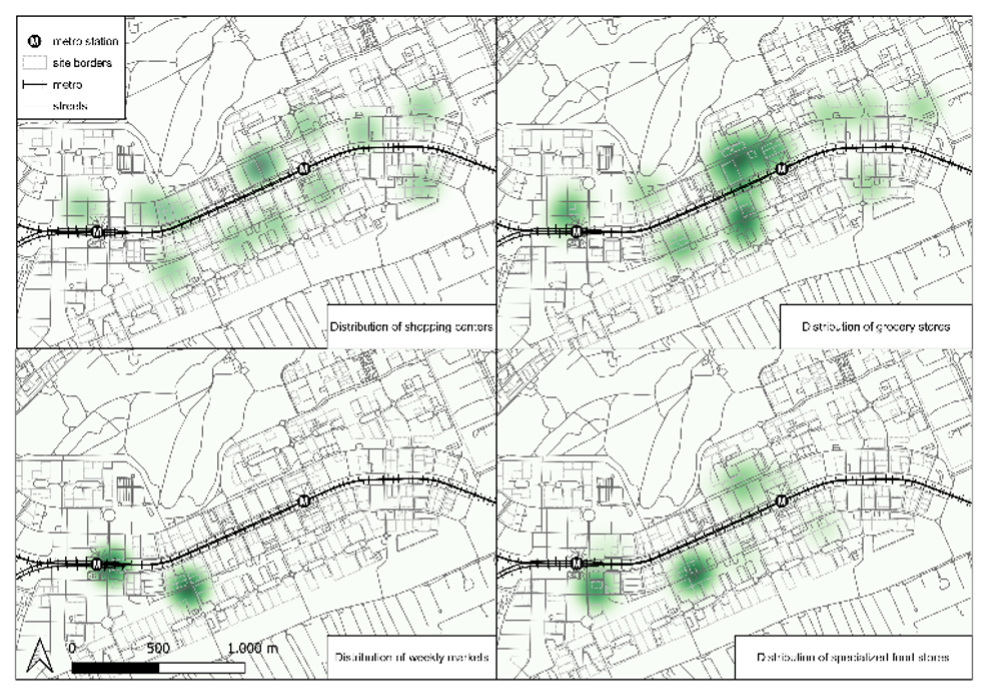 M metro station
site borders
metro
streets
M
M
Distribution of shopping centers
M
M
Distribution of grocery stores
M
M
0 500 1.000 m
Distribution of weekly markets
M
M
Distribution of specialized food stores